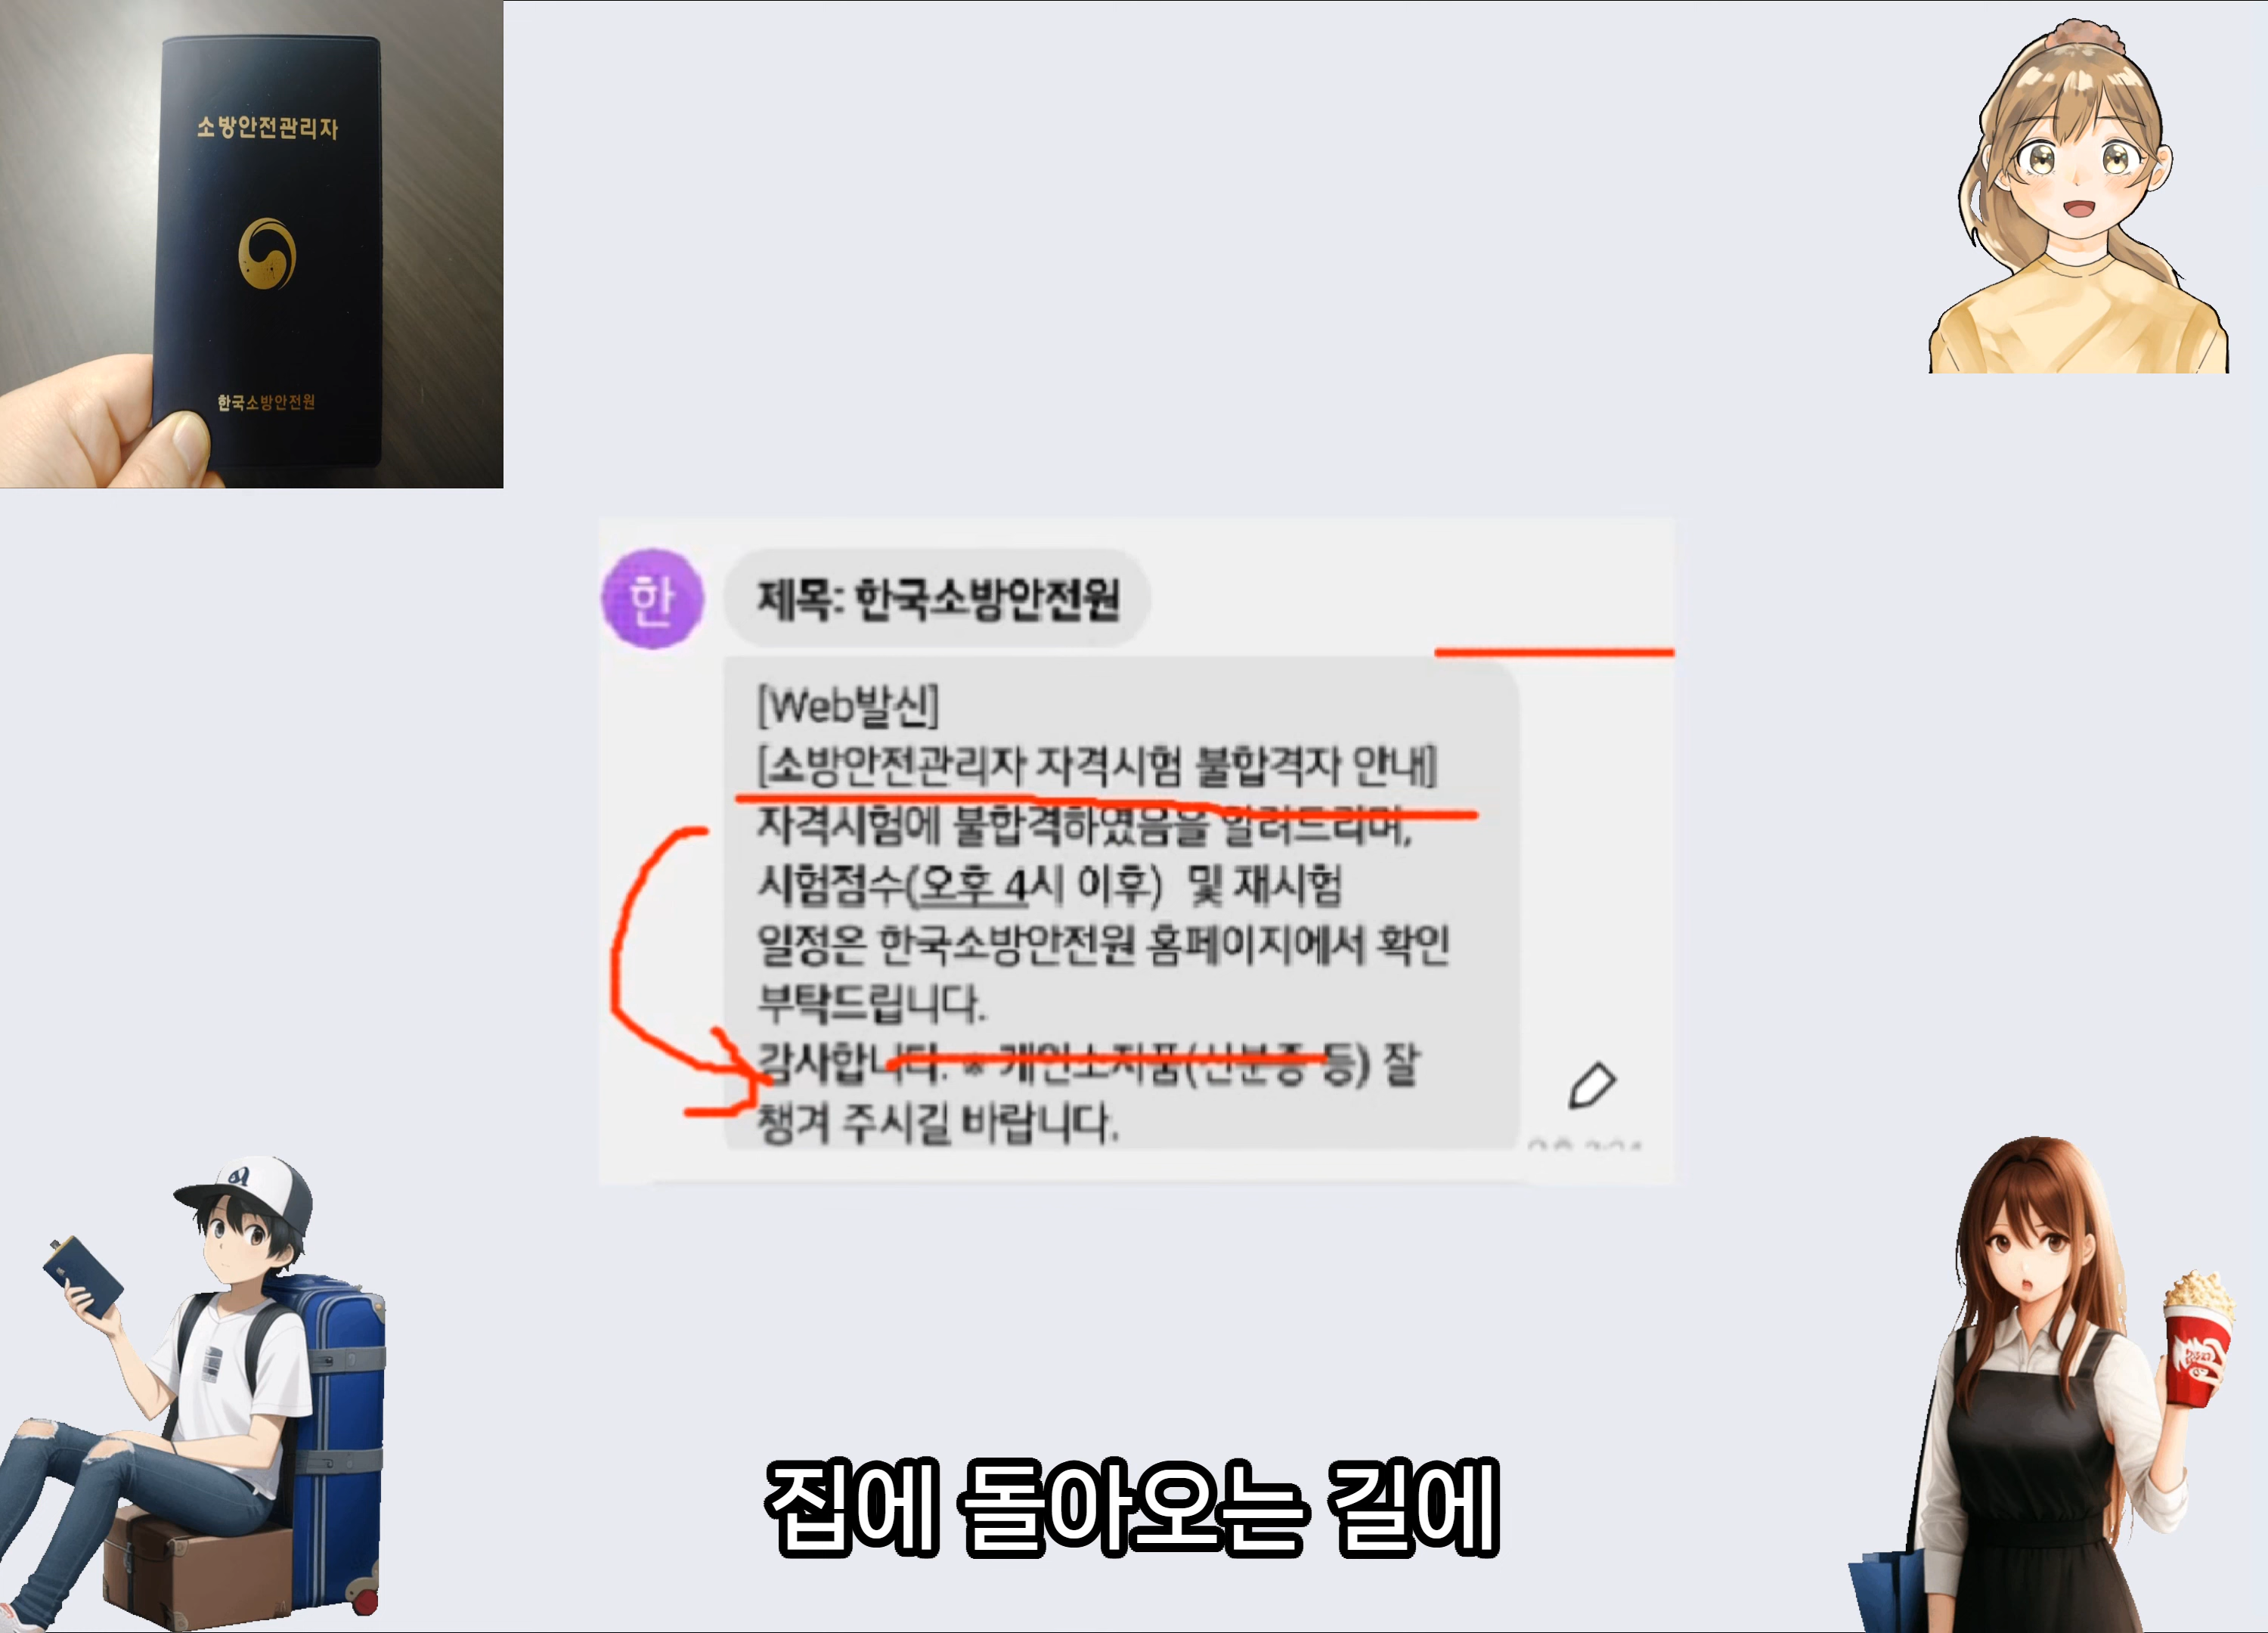 소방안전관리자
한국소방안전원
한
제목: 한국소방안전원
[Web발신]
[소방안전관리자 자격시험 불합격자 안내]
자격시험에 불합격하였음을 알려드리며,
시험점수(오후 4시 이후) 및 재시험
일정은 한국소방안전원 홈페이지에서 확인
부탁드립니다.
감사합니다. ※ 개인소지품(신분증 등) 잘
챙겨 주시길 바랍니다.
집에 돌아오는 길에